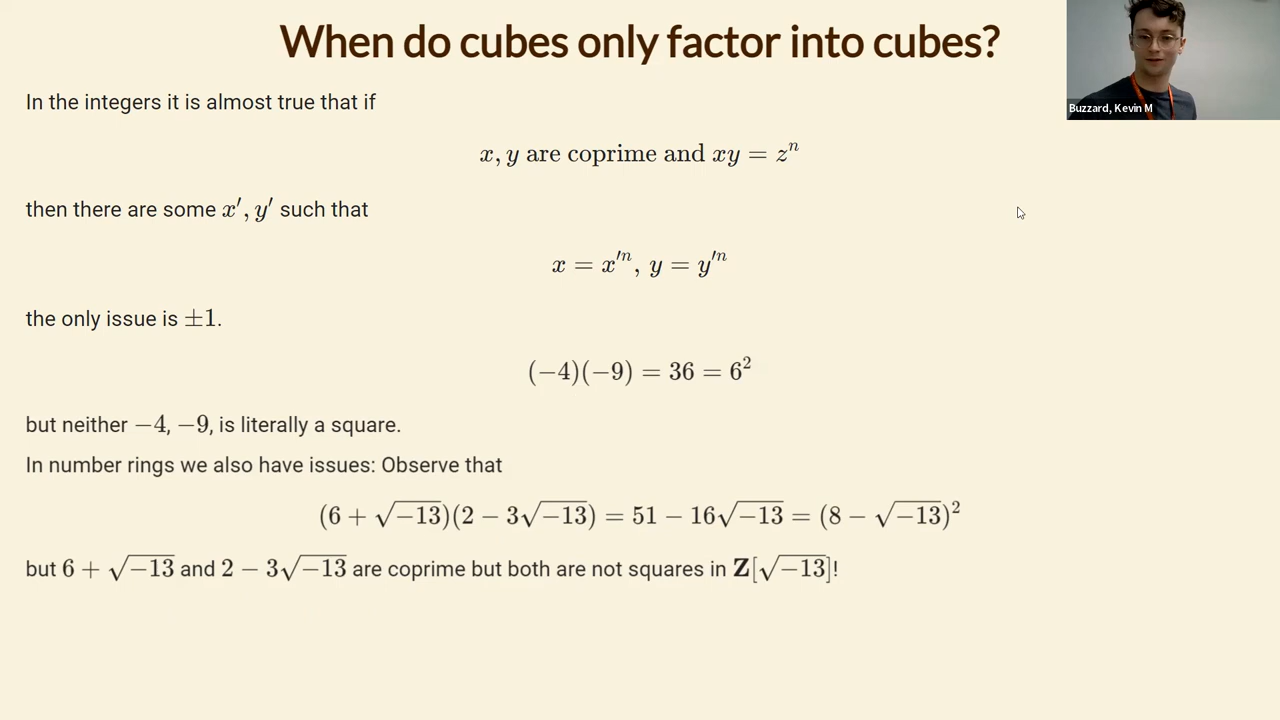 When do cubes only factor into cubes?
Buzzard, Kevin M
In the integers it is almost true that if
x, y are coprime and xy = zⁿ
then there are some x′, y′ such that
x = x′ⁿ, y = y′ⁿ
the only issue is ±1.
(−4)(−9) = 36 = 6²
but neither −4, −9, is literally a square.
In number rings we also have issues: Observe that
(6 + √−13)(2 − 3√−13) = 51 − 16√−13 = (8 − √−13)²
but 6 + √−13 and 2 − 3√−13 are coprime but both are not squares in Z[√−13]!